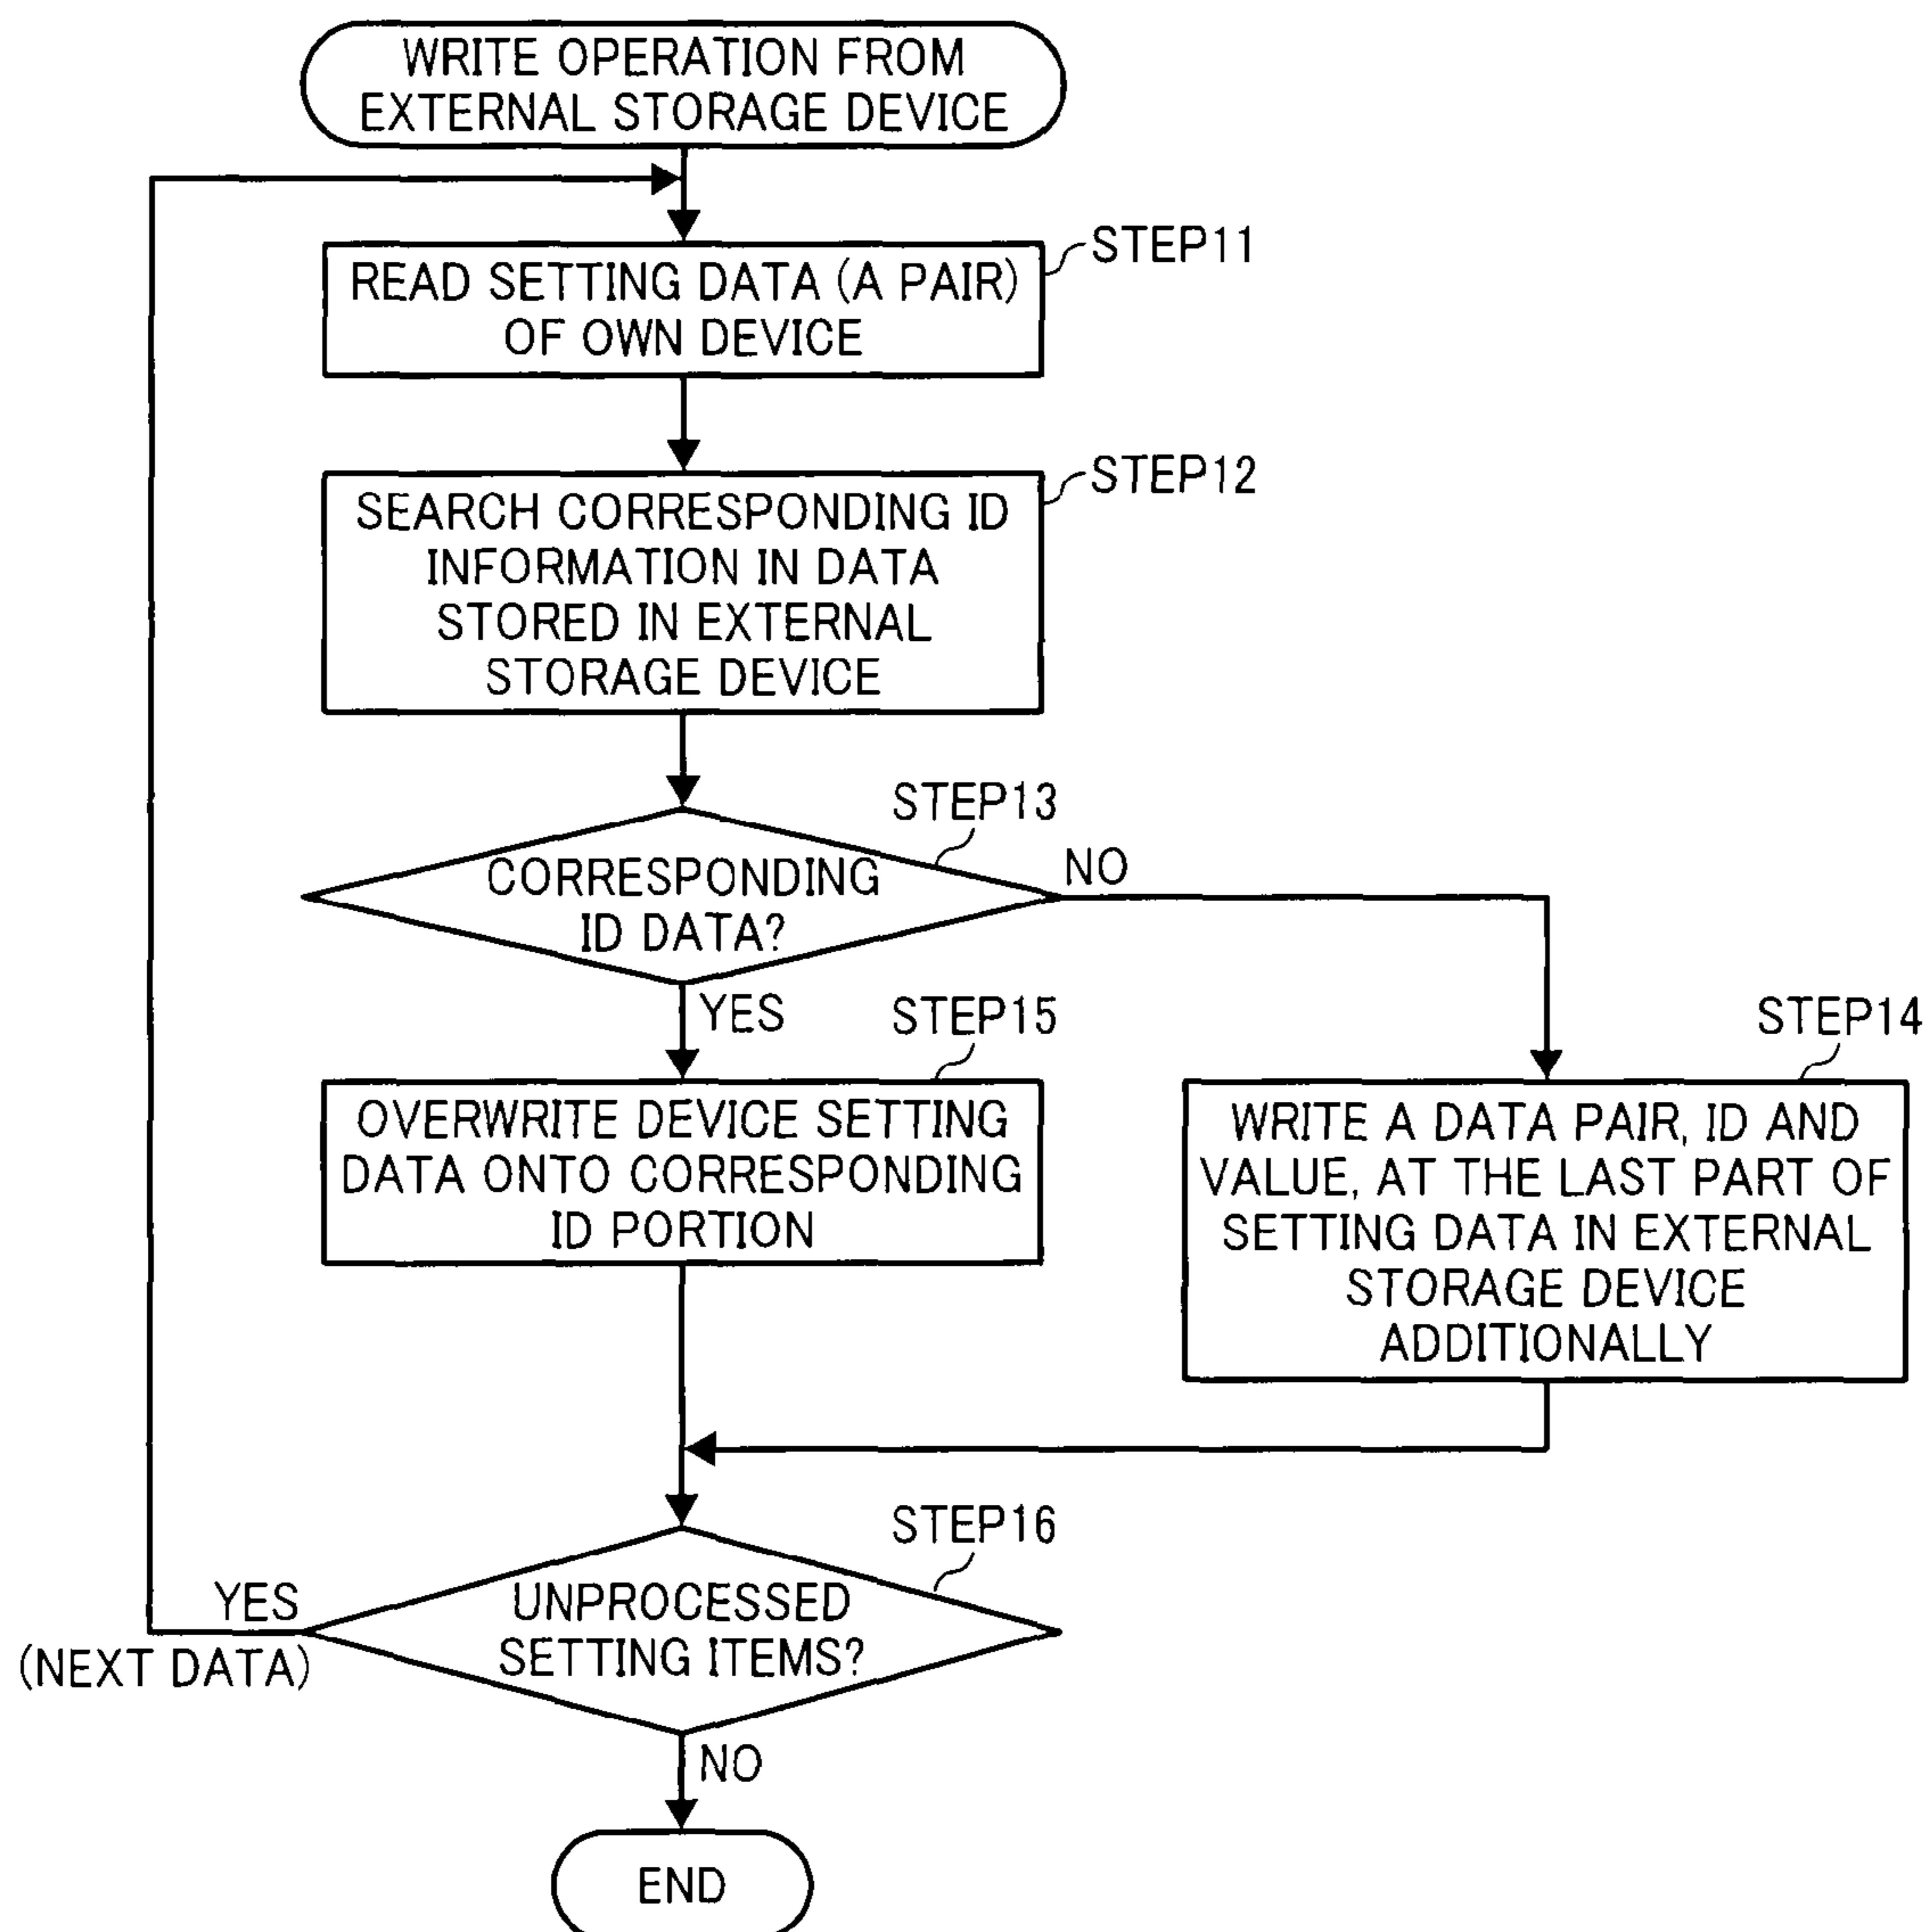 WRITE OPERATION FROM
EXTERNAL STORAGE DEVICE
STEP11
READ SETTING DATA (A PAIR)
OF OWN DEVICE
STEP12
SEARCH CORRESPONDING ID
INFORMATION IN DATA
STORED IN EXTERNAL
STORAGE DEVICE
STEP13
CORRESPONDING
ID DATA?
NO
YES
STEP15
OVERWRITE DEVICE SETTING
DATA ONTO CORRESPONDING
ID PORTION
STEP14
WRITE A DATA PAIR, ID AND
VALUE, AT THE LAST PART OF
SETTING DATA IN EXTERNAL
STORAGE DEVICE
ADDITIONALLY
STEP16
UNPROCESSED
SETTING ITEMS?
YES
(NEXT DATA)
NO
END